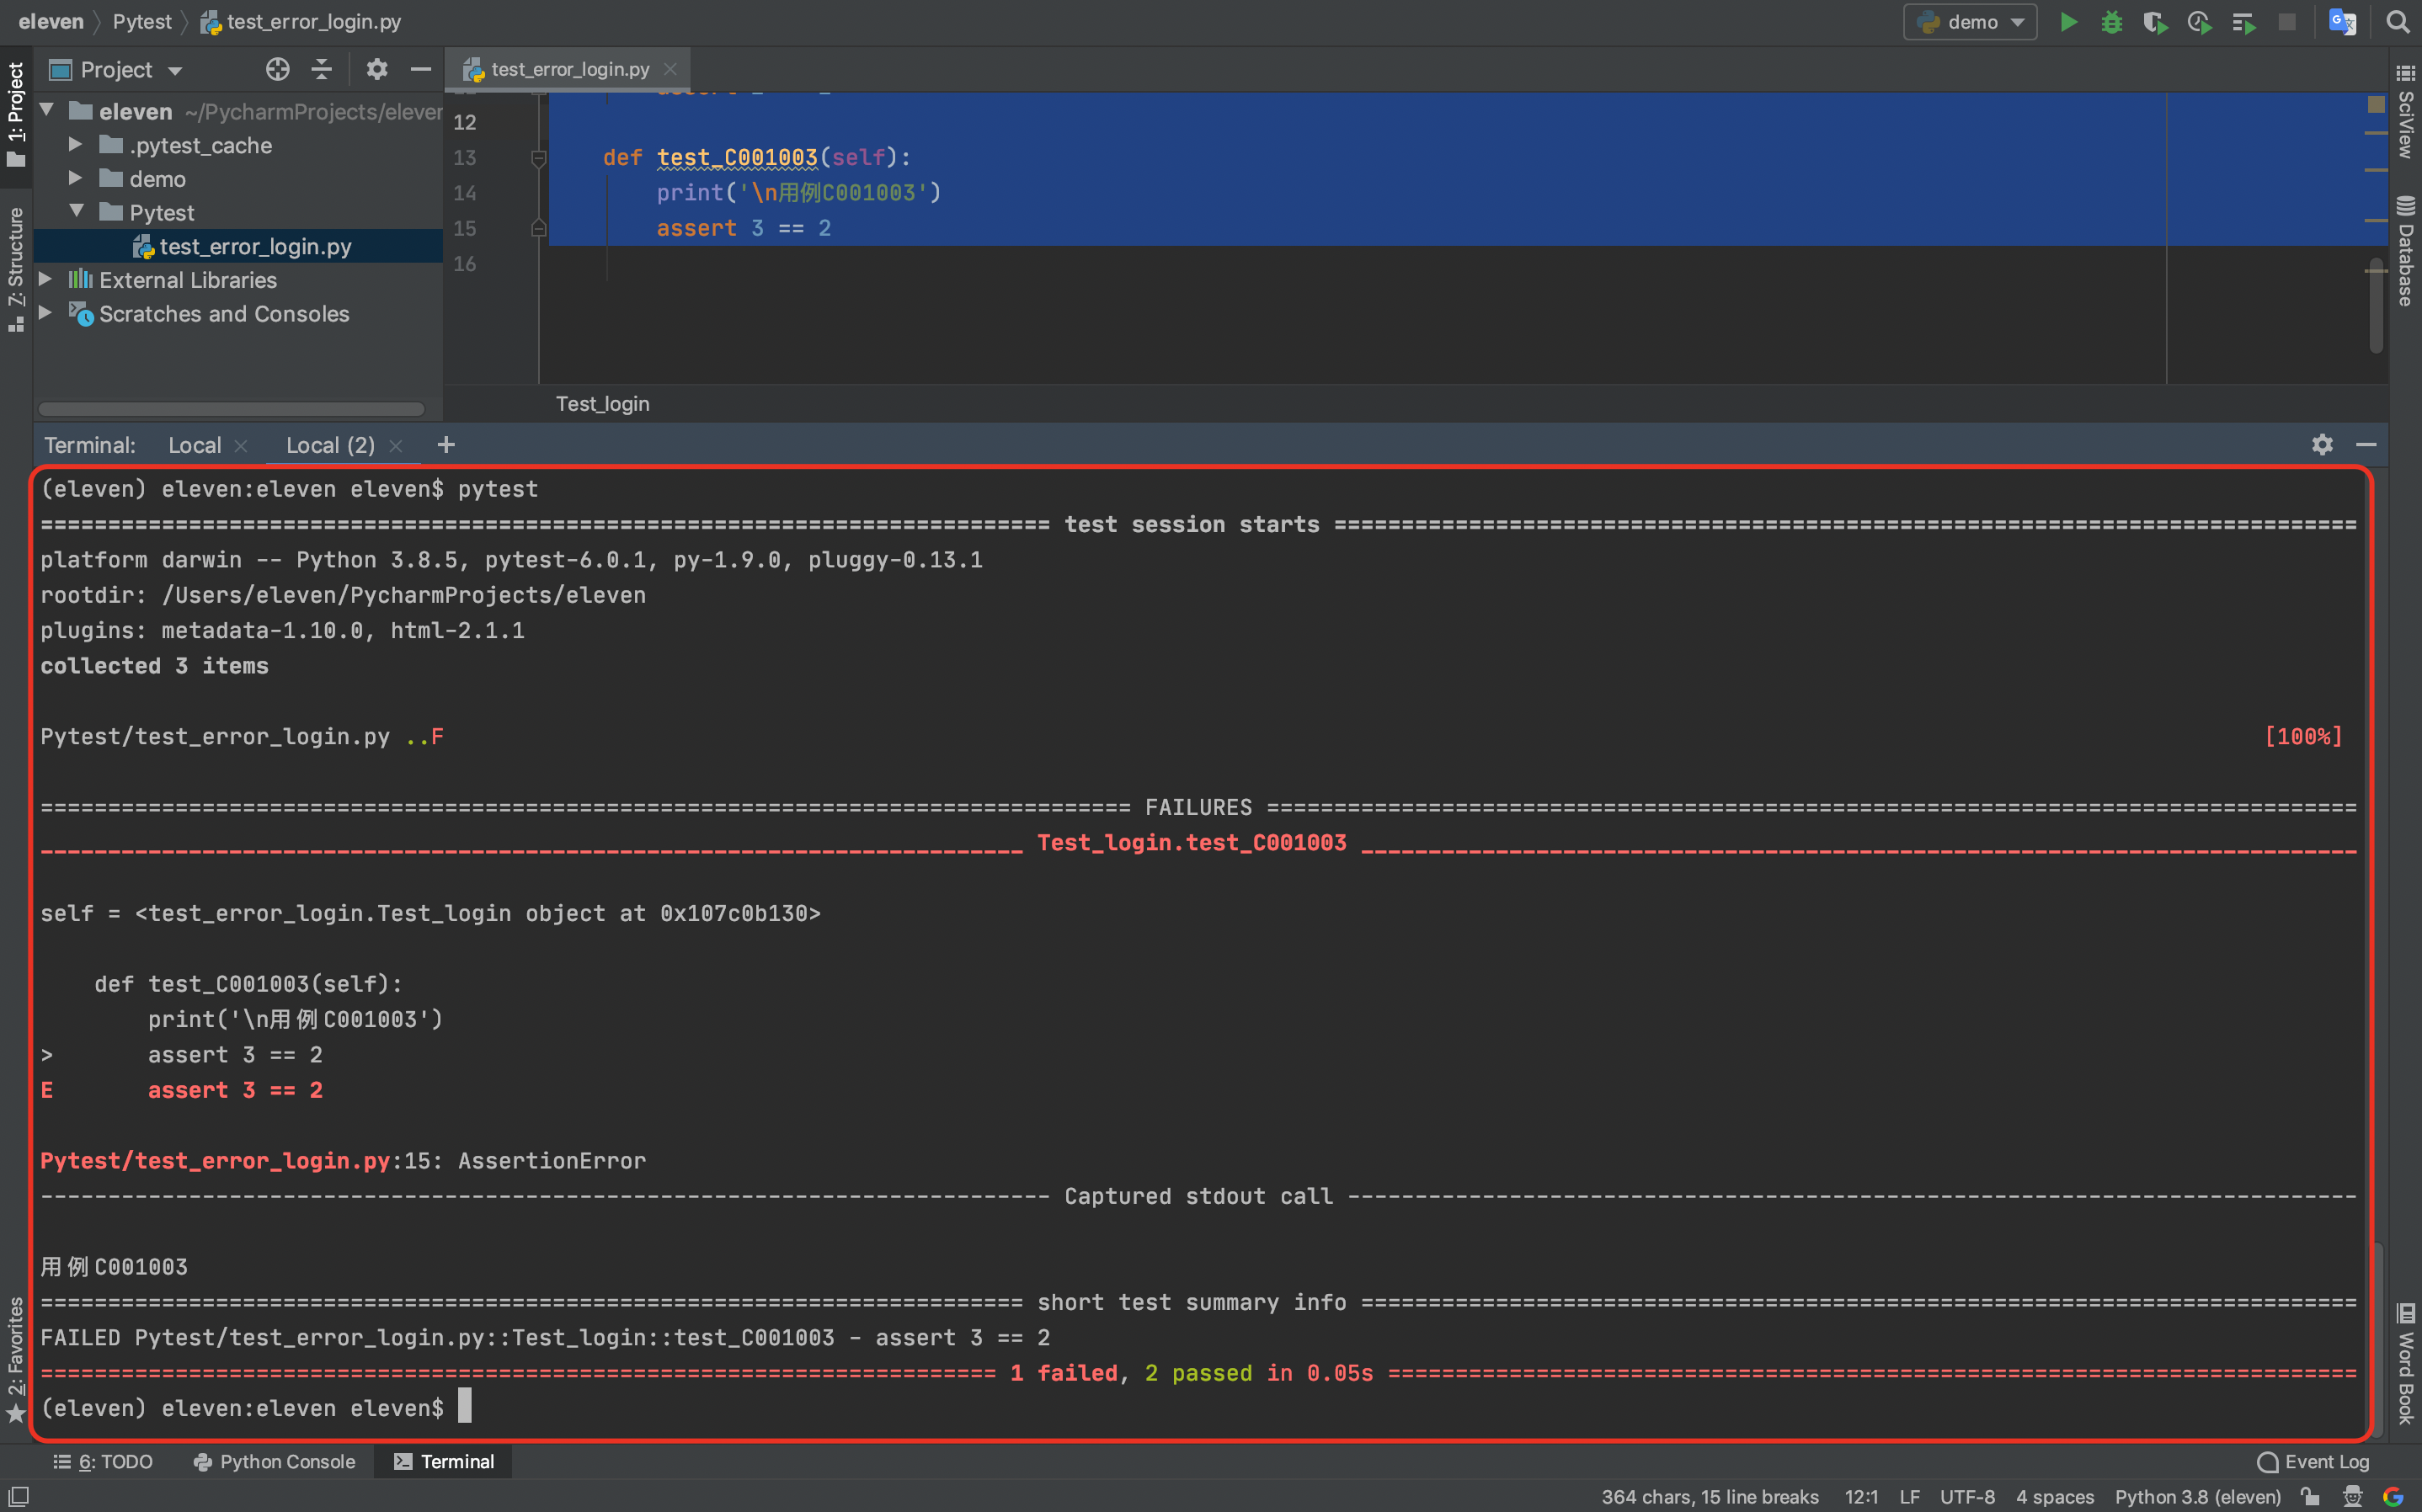 eleven Pytest test_error_login.py
demo
Project
test_error_login.py
1: Project
7: Structure
2: Favorites
eleven ~/PycharmProjects/eleven
.pytest_cache
demo
Pytest
test_error_login.py
External Libraries
Scratches and Consoles
12
13 def test_C001003(self):
14 print('\n用例C001003')
15 assert 3 == 2
16
Test_login
SciView
Database
Word Book
Terminal: Local Local (2) +
(eleven) eleven:eleven eleven$ pytest
=========================================================================== test session starts ============================================================================
platform darwin -- Python 3.8.5, pytest-6.0.1, py-1.9.0, pluggy-0.13.1
rootdir: /Users/eleven/PycharmProjects/eleven
plugins: metadata-1.10.0, html-2.1.1
collected 3 items
Pytest/test_error_login.py ..F [100%]
================================================================================= FAILURES =================================================================================
_________________________________________________________________________ Test_login.test_C001003 __________________________________________________________________________
self = <test_error_login.Test_login object at 0x107c0b130>
def test_C001003(self):
print('\n用例C001003')
> assert 3 == 2
E assert 3 == 2
Pytest/test_error_login.py:15: AssertionError
--------------------------------------------------------------------------- Captured stdout call ---------------------------------------------------------------------------
用例C001003
========================================================================= short test summary info ==========================================================================
FAILED Pytest/test_error_login.py::Test_login::test_C001003 - assert 3 == 2
======================================================================= 1 failed, 2 passed in 0.05s ========================================================================
(eleven) eleven:eleven eleven$
6: TODO Python Console Terminal Event Log
364 chars, 15 line breaks 12:1 LF UTF-8 4 spaces Python 3.8 (eleven)